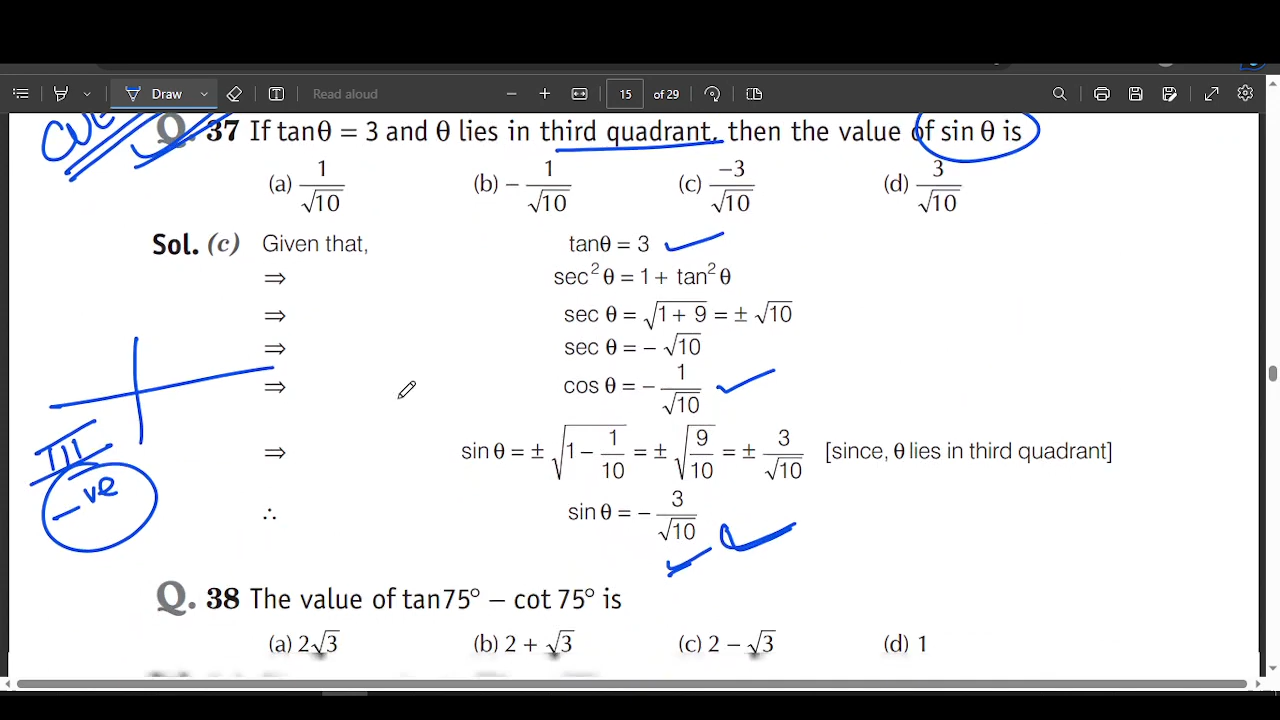 Draw
Read aloud
15 of 29
Q. 37 If tanθ = 3 and θ lies in third quadrant, then the value of sin θ is
(a) 1/√10 (b) − 1/√10 (c) −3/√10 (d) 3/√10
Sol. (c) Given that, tanθ = 3
⇒ sec² θ = 1 + tan² θ
⇒ sec θ = √(1 + 9) = ± √10
⇒ sec θ = − √10
⇒ cos θ = − 1/√10
III
⇒ sin θ = ± √(1 − 1/10) = ± √(9/10) = ± 3/√10 [since, θ lies in third quadrant]
−ve
∴ sin θ = − 3/√10
Q. 38 The value of tan75° − cot 75° is
(a) 2√3 (b) 2 + √3 (c) 2 − √3 (d) 1